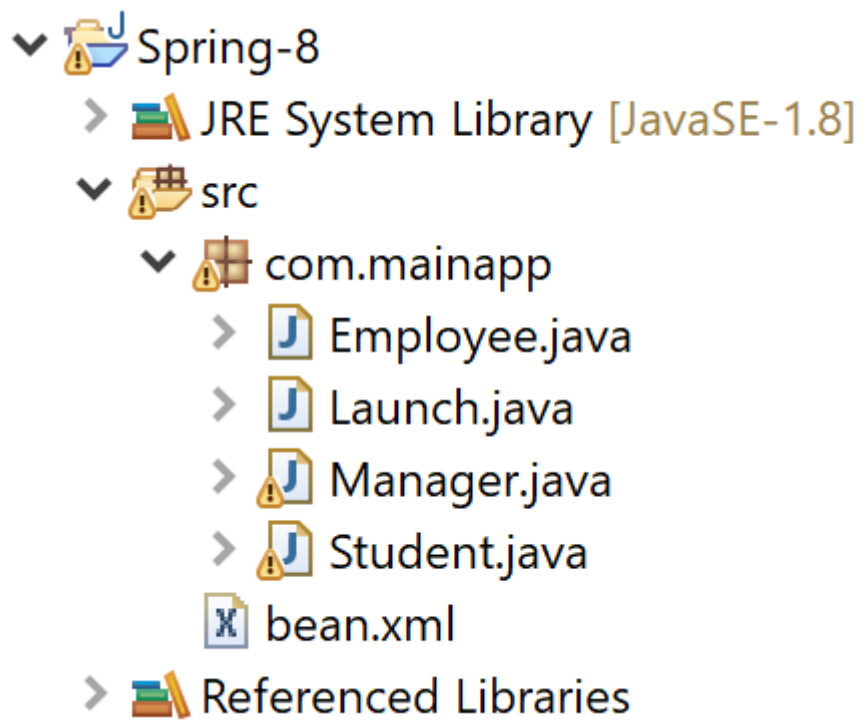 Spring-8
JRE System Library [JavaSE-1.8]
src
com.mainapp
Employee.java
Launch.java
Manager.java
Student.java
bean.xml
Referenced Libraries